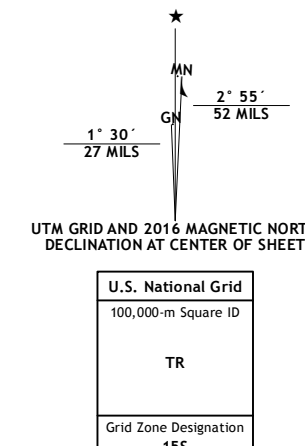 MN
2° 55´
GN
52 MILS
1° 30´
27 MILS
UTM GRID AND 2016 MAGNETIC NORT
DECLINATION AT CENTER OF SHEET
U.S. National Grid
100,000-m Square ID
TR
Grid Zone Designation
15S